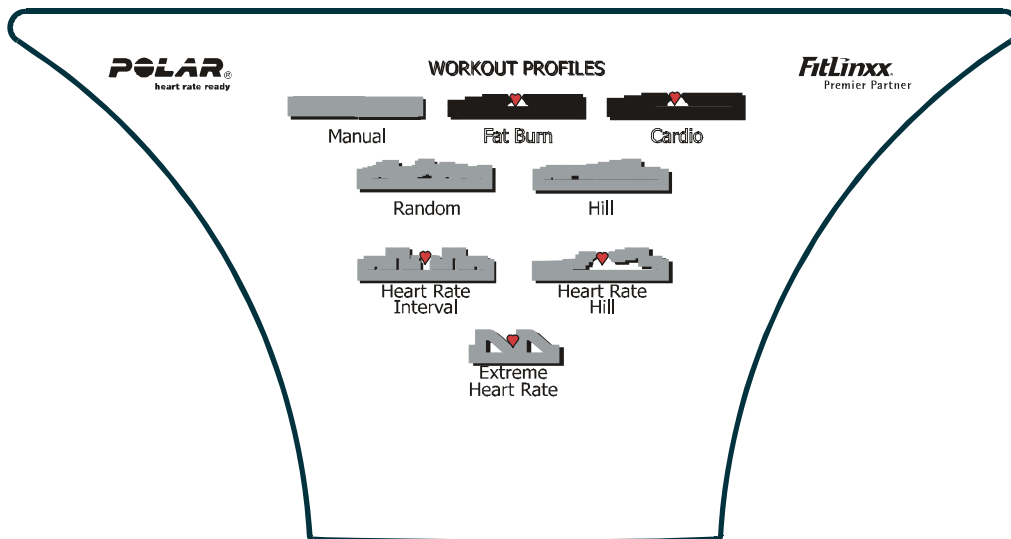 POLAR®
heart rate ready
WORKOUT PROFILES
FitLinxx®
Premier Partner
Manual
Fat Burn
Cardio
Random
Hill
Heart Rate
Interval
Heart Rate
Hill
Extreme
Heart Rate